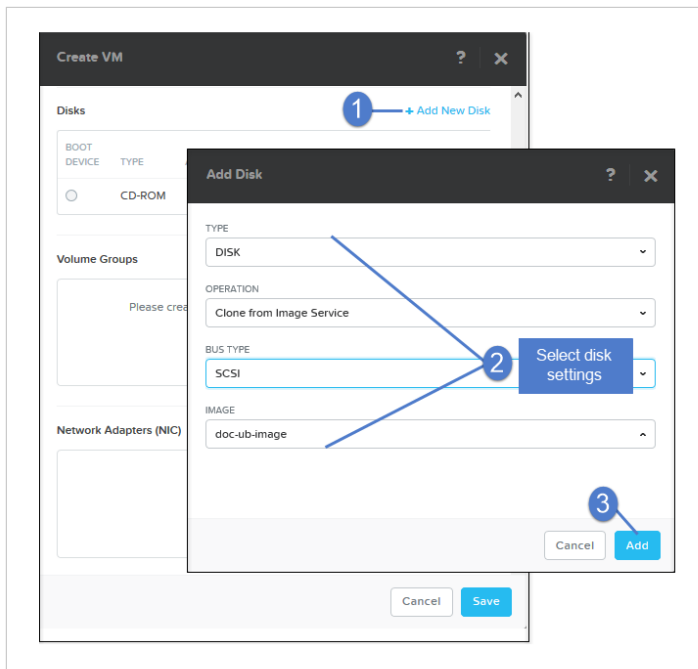 Create VM
?
Disks
1
+ Add New Disk
BOOT
DEVICE
TYPE
CD-ROM
Volume Groups
Please crea
Network Adapters (NIC)
Cancel
Save
Add Disk
?
TYPE
DISK
OPERATION
Clone from Image Service
BUS TYPE
SCSI
2
Select disk
settings
IMAGE
doc-ub-image
3
Cancel
Add